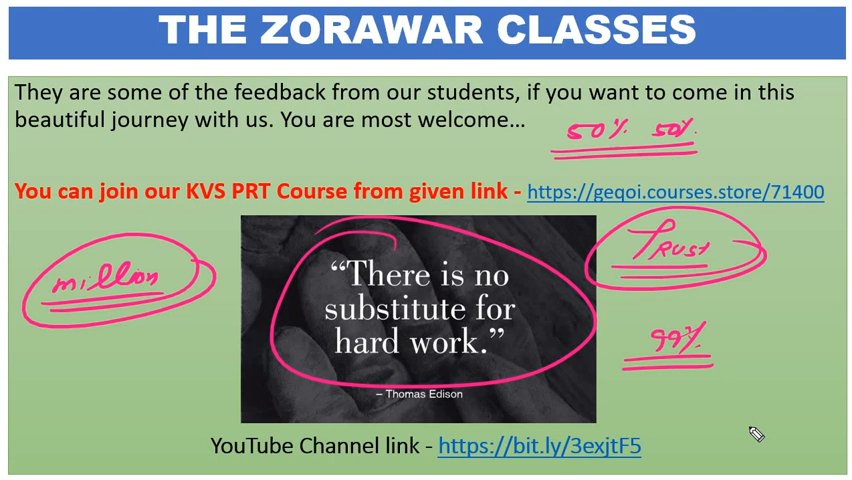 THE ZORAWAR CLASSES
They are some of the feedback from our students, if you want to come in this
beautiful journey with us. You are most welcome...
50% 50%
You can join our KVS PRT Course from given link - https://geqoi.courses.store/71400
Trust
million
“There is no
substitute for
hard work.”
99%
– Thomas Edison
YouTube Channel link - https://bit.ly/3exjtF5